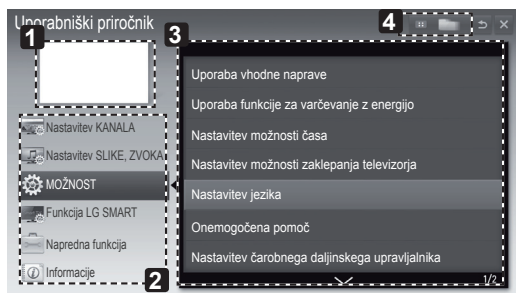 Uporabniški priročnik
1
3
4
Nastavitev KANALA
Nastavitev SLIKE, ZVOKA
MOŽNOST
Funkcija LG SMART
Napredna funkcija
Informacije
2
Uporaba vhodne naprave
Uporaba funkcije za varčevanje z energijo
Nastavitev možnosti časa
Nastavitev možnosti zaklepanja televizorja
Nastavitev jezika
Onemogočena pomoč
Nastavitev čarobnega daljinskega upravljalnika
1/2